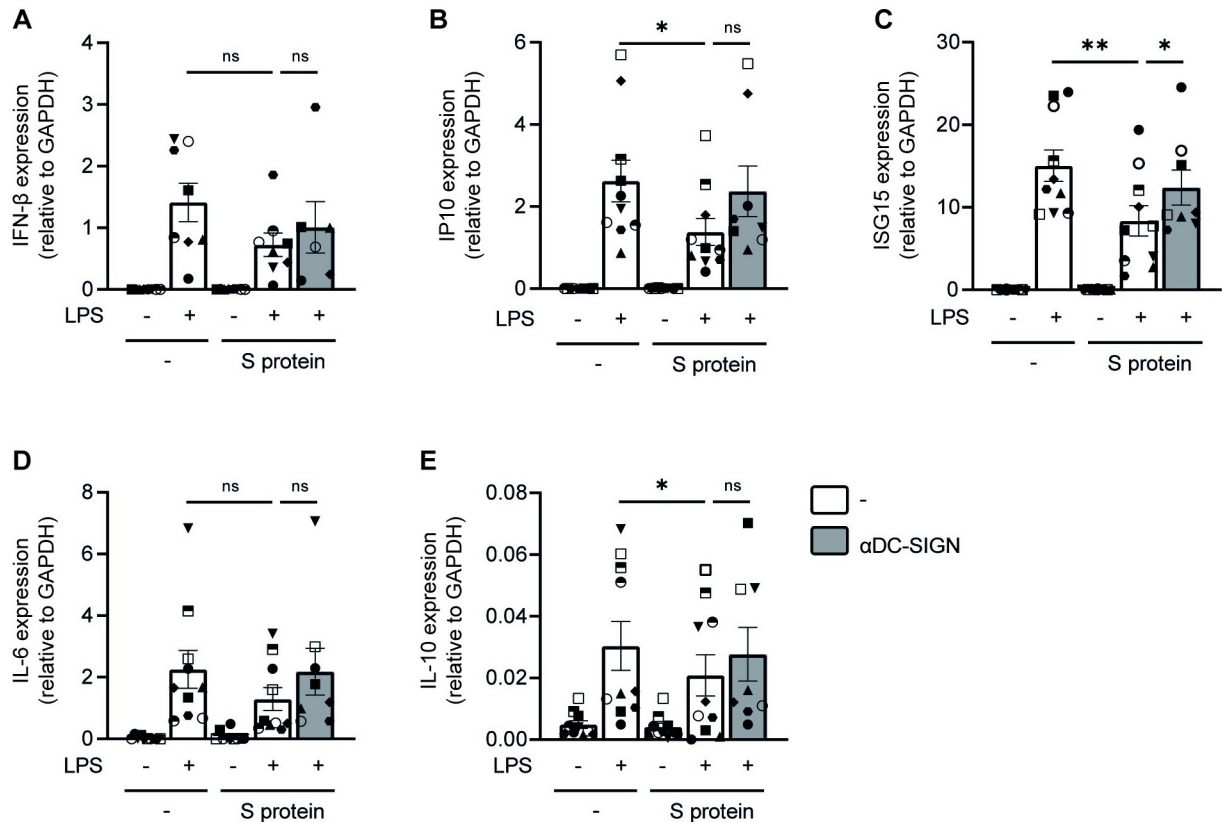 A
IFN-β expression
(relative to GAPDH)
4
3
2
1
0
ns ns
LPS - + - + +
- S protein
B
IP10 expression
(relative to GAPDH)
6
4
2
0
* ns
LPS - + - + +
- S protein
C
ISG15 expression
(relative to GAPDH)
30
20
10
0
** *
LPS - + - + +
- S protein
D
IL-6 expression
(relative to GAPDH)
8
6
4
2
0
ns ns
LPS - + - + +
- S protein
E
IL-10 expression
(relative to GAPDH)
0.08
0.06
0.04
0.02
0.00
* ns
LPS - + - + +
- S protein
-
αDC-SIGN